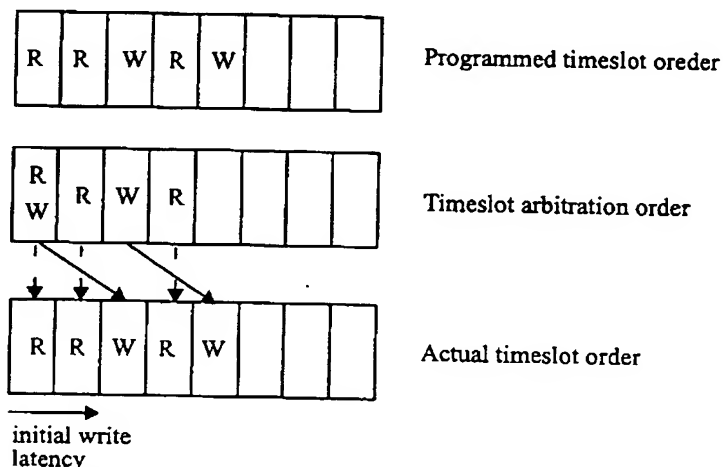 R R W R W Programmed timeslot oreder
R
W R W R Timeslot arbitration order
R R W R W Actual timeslot order
initial write
latency